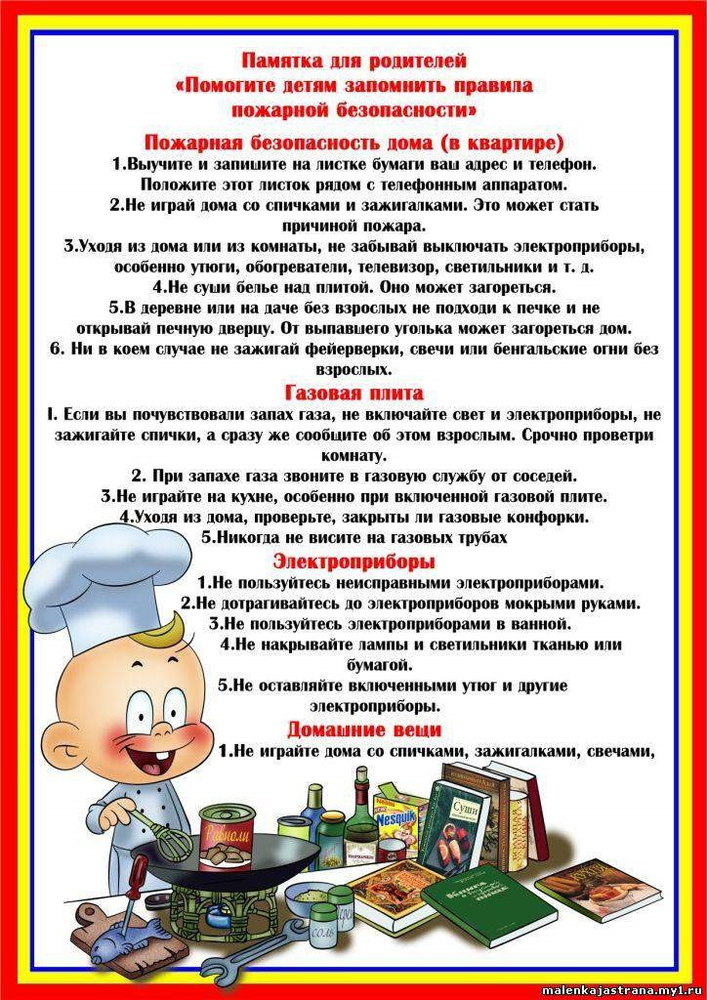 Памятка для родителей
«Помогите детям запомнить правила
пожарной безопасности»
Пожарная безопасность дома (в квартире)
1.Выучите и запишите на листке бумаги ваш адрес и телефон.
Положите этот листок рядом с телефонным аппаратом.
2.Не играй дома со спичками и зажигалками. Это может стать
причиной пожара.
3.Уходя из дома или из комнаты, не забывай выключать электроприборы,
особенно утюги, обогреватели, телевизор, светильники и т. д.
4.Не суши белье над плитой. Оно может загореться.
5.В деревне или на даче без взрослых не подходи к печке и не
открывай печную дверцу. От выпавшего уголька может загореться дом.
6. Ни в коем случае не зажигай фейерверки, свечи или бенгальские огни без
взрослых.
Газовая плита
I. Если вы почувствовали запах газа, не включайте свет и электроприборы, не
зажигайте спички, а сразу же сообщите об этом взрослым. Срочно проветри
комнату.
2. При запахе газа звоните в газовую службу от соседей.
3.Не играйте на кухне, особенно при включенной газовой плите.
4.Уходя из дома, проверьте, закрыты ли газовые конфорки.
5.Никогда не висите на газовых трубах
Электроприборы
1.Не пользуйтесь неисправными электроприборами.
2.Не дотрагивайтесь до электроприборов мокрыми руками.
3.Не пользуйтесь электроприборами в ванной.
4.Не накрывайте лампы и светильники тканью или
бумагой.
5.Не оставляйте включенными утюг и другие
электроприборы.
Домашние вещи
1.Не играйте дома со спичками, зажигалками, свечами,
Nesquik
Суши
Равиоли
Книга
о
пище
соль
malenkajastrana.my1.ru